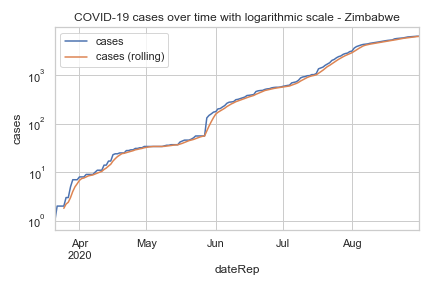 COVID-19 cases over time with logarithmic scale - Zimbabwe
cases
cases (rolling)
10³
10²
10¹
10⁰
cases
Apr
2020
May
Jun
Jul
Aug
dateRep